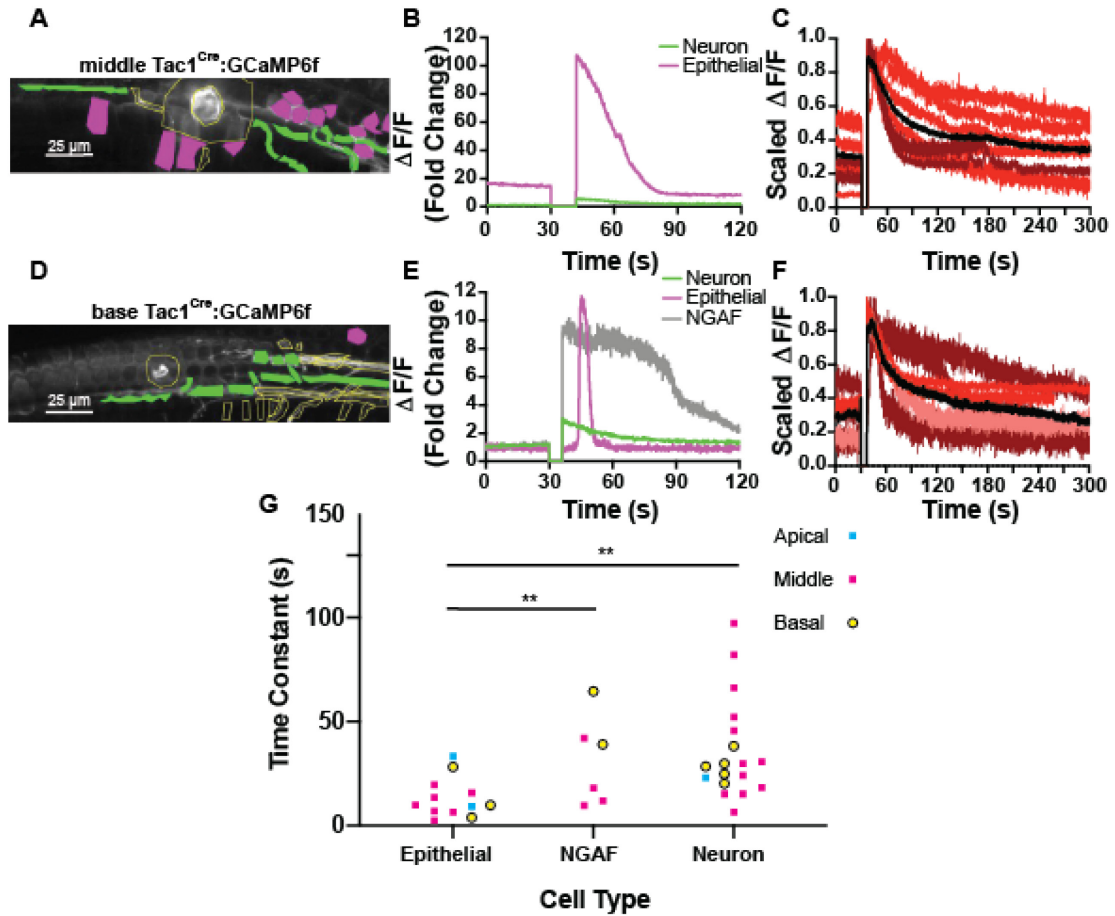 A
middle Tac1Cre:GCaMP6f
25 µm
B
Δ F/F
(Fold Change)
120
100
80
60
40
20
0
0 30 60 90 120
Time (s)
Neuron
Epithelial
C
Scaled Δ F/F
1.0
0.8
0.6
0.4
0.2
0.0
0 60 120 180 240 300
Time (s)
D
base Tac1Cre:GCaMP6f
25 µm
E
Δ F/F
(Fold Change)
12
10
8
6
4
2
0
0 30 60 90 120
Time (s)
Neuron
Epithelial
NGAF
F
Scaled Δ F/F
1.0
0.8
0.6
0.4
0.2
0.0
0 60 120 180 240 300
Time (s)
G
Time Constant (s)
150
100
50
0
**
**
Epithelial NGAF Neuron
Cell Type
Apical
Middle
Basal